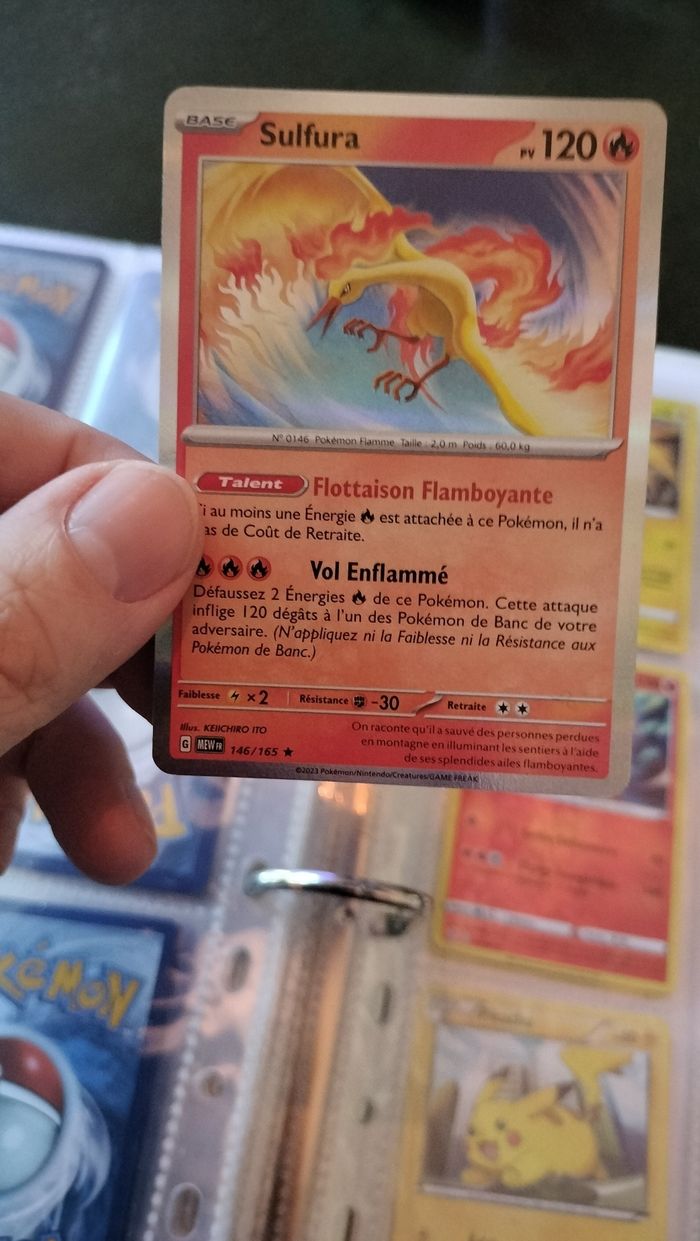 BASE
Sulfura
PV 120
N° 0146 Pokémon Flamme Taille : 2,0 m Poids : 60,0 kg
Talent Flottaison Flamboyante
i au moins une Énergie est attachée à ce Pokémon, il n'a
as de Coût de Retraite.
Vol Enflammé
Défaussez 2 Énergies de ce Pokémon. Cette attaque
inflige 120 dégâts à l'un des Pokémon de Banc de votre
adversaire. (N'appliquez ni la Faiblesse ni la Résistance aux
Pokémon de Banc.)
Faiblesse ×2 Résistance -30 Retraite
Illus. KEIICHIRO ITO
G MEW FR 146/165 ★
On raconte qu'il a sauvé des personnes perdues
en montagne en illuminant les sentiers à l'aide
de ses splendides ailes flamboyantes.
©2023 Pokémon/Nintendo/Creatures/GAME FREAK
POKéMON